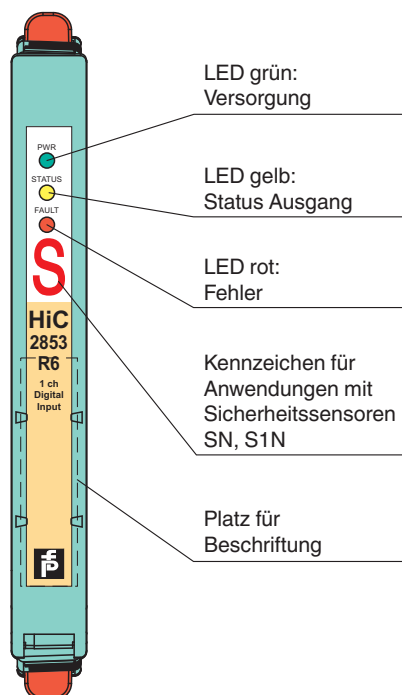 LED grün:
Versorgung
PWR
STATUS
LED gelb:
Status Ausgang
FAULT
S
LED rot:
Fehler
HiC
2853
R6
1 ch
Digital
Input
Kennzeichen für
Anwendungen mit
Sicherheitssensoren
SN, S1N
Platz für
Beschriftung